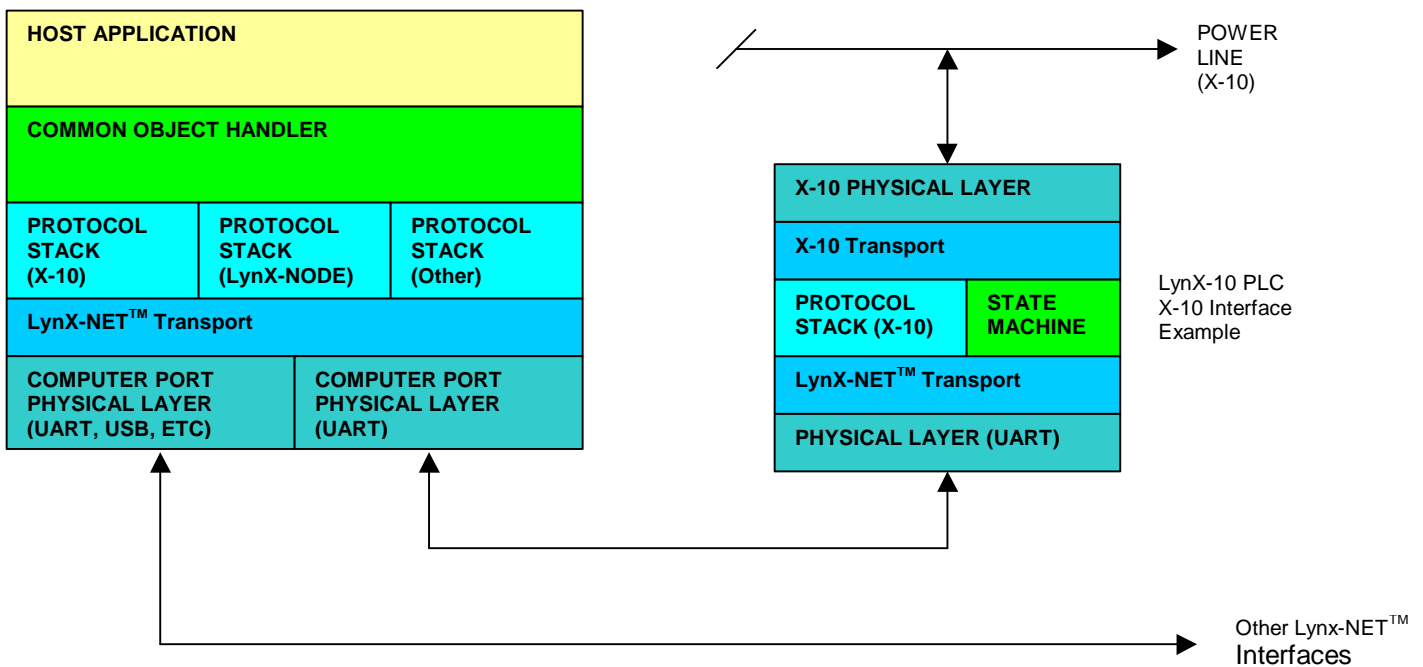 HOST APPLICATION
COMMON OBJECT HANDLER
PROTOCOL
STACK
(X-10)
PROTOCOL
STACK
(LynX-NODE)
PROTOCOL
STACK
(Other)
LynX-NET™ Transport
COMPUTER PORT
PHYSICAL LAYER
(UART, USB, ETC)
COMPUTER PORT
PHYSICAL LAYER
(UART)
POWER
LINE
(X-10)
X-10 PHYSICAL LAYER
X-10 Transport
PROTOCOL
STACK (X-10)
STATE
MACHINE
LynX-NET™ Transport
PHYSICAL LAYER (UART)
LynX-10 PLC
X-10 Interface
Example
Other Lynx-NET™
Interfaces